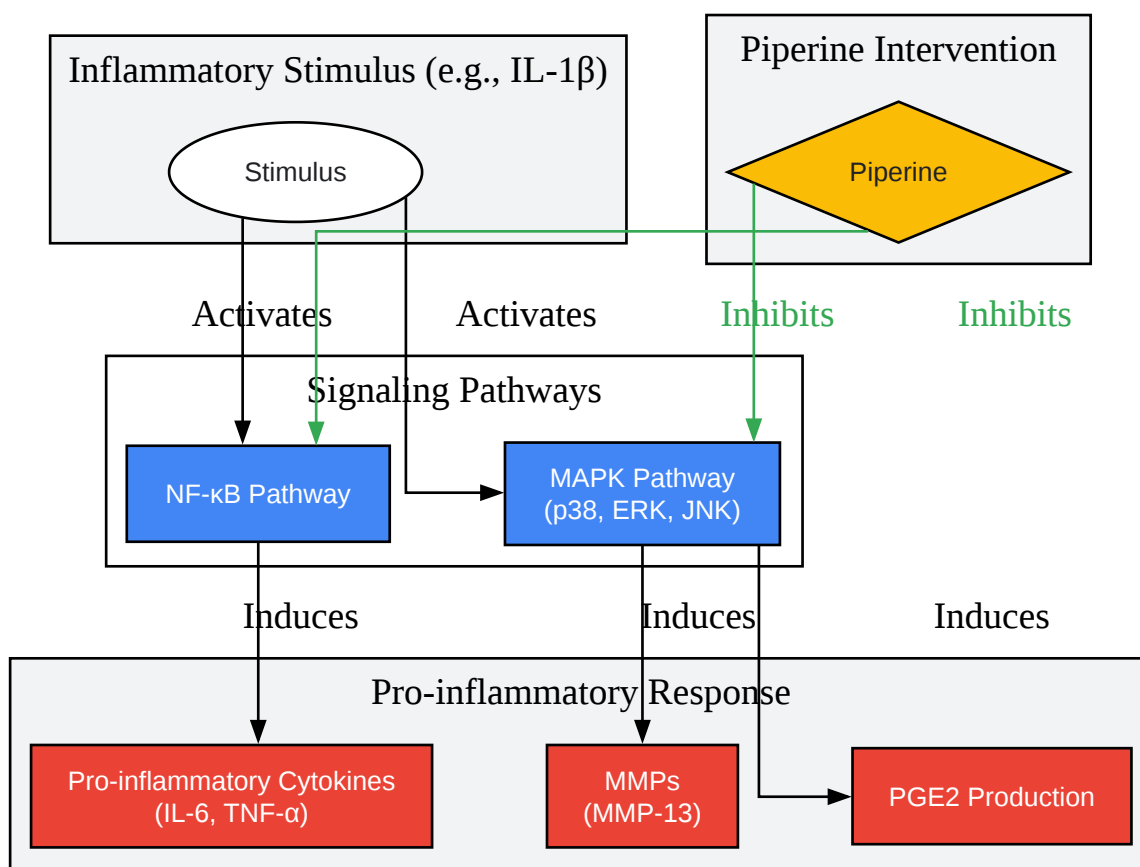 Inflammatory Stimulus (e.g., IL-1β)
Piperine Intervention
Stimulus
Piperine
Activates
Activates
Inhibits
Inhibits
Signaling Pathways
NF-κB Pathway
MAPK Pathway
(p38, ERK, JNK)
Induces
Induces
Induces
Pro-inflammatory Response
Pro-inflammatory Cytokines
(IL-6, TNF-α)
MMPs
(MMP-13)
PGE2 Production